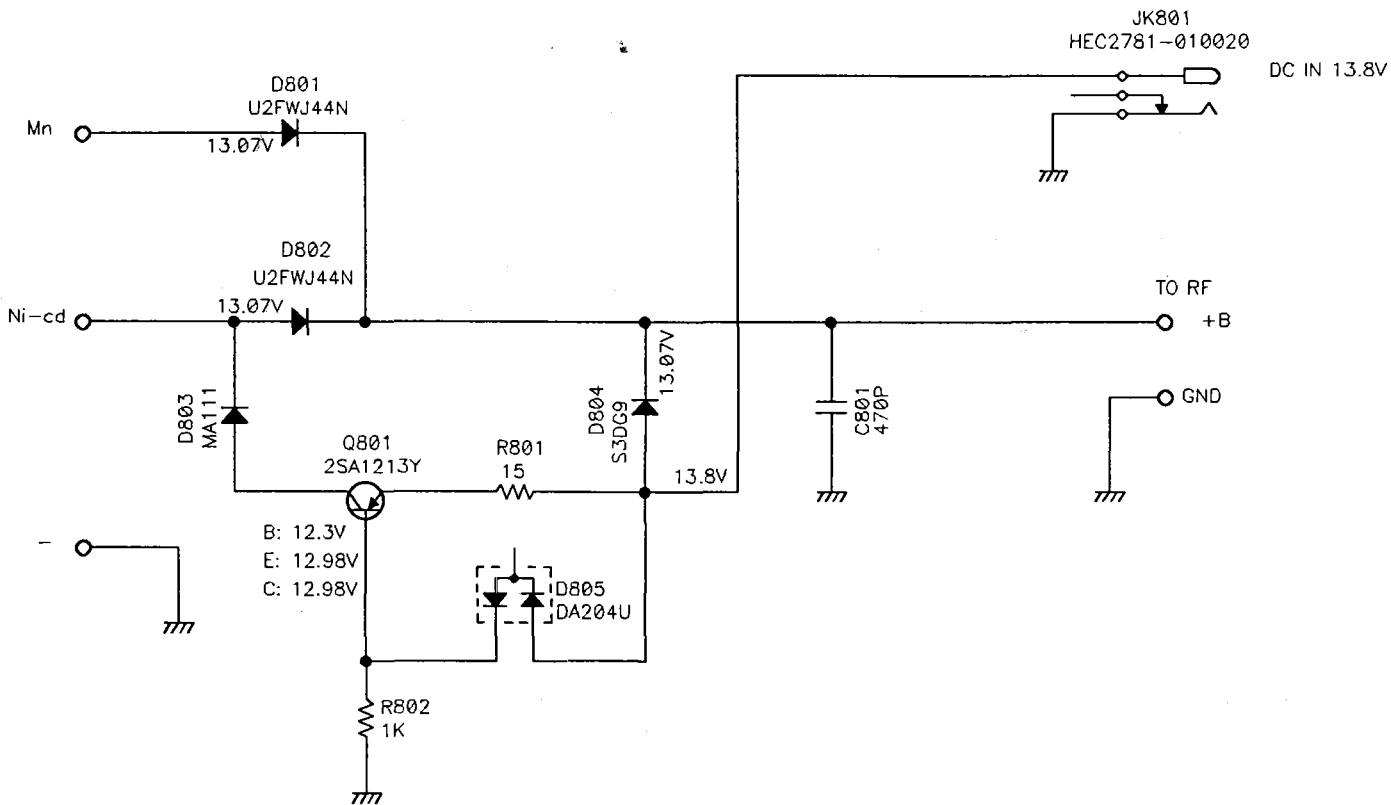 JK801
HEC2781-010020
DC IN 13.8V
D801
U2FWJ44N
Mn
13.07V
D802
U2FWJ44N
Ni-cd
13.07V
TO RF
+B
13.07V
D803
MA111
D804
S3DG9
C801
470P
GND
Q801
2SA1213Y
R801
15
13.8V
B: 12.3V
E: 12.98V
C: 12.98V
-
D805
DA204U
R802
1K